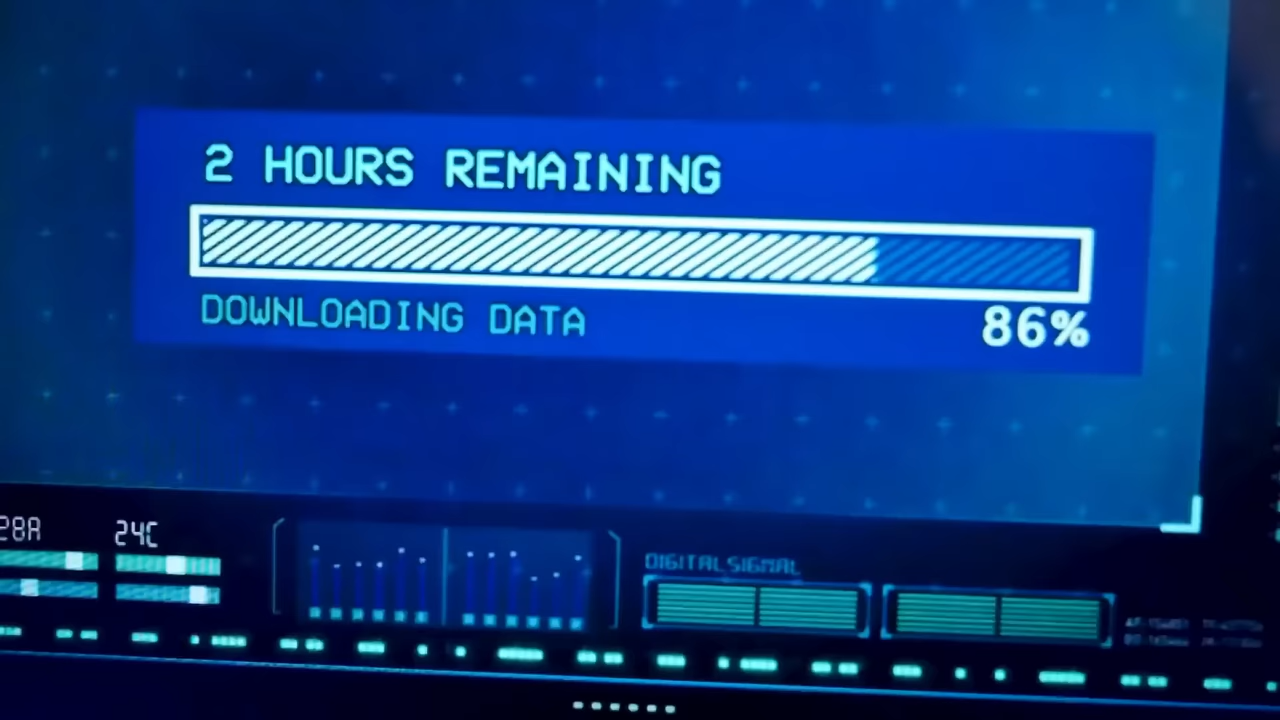 2 HOURS REMAINING
DOWNLOADING DATA
86%
28A
24C
DIGITALSIGNAL